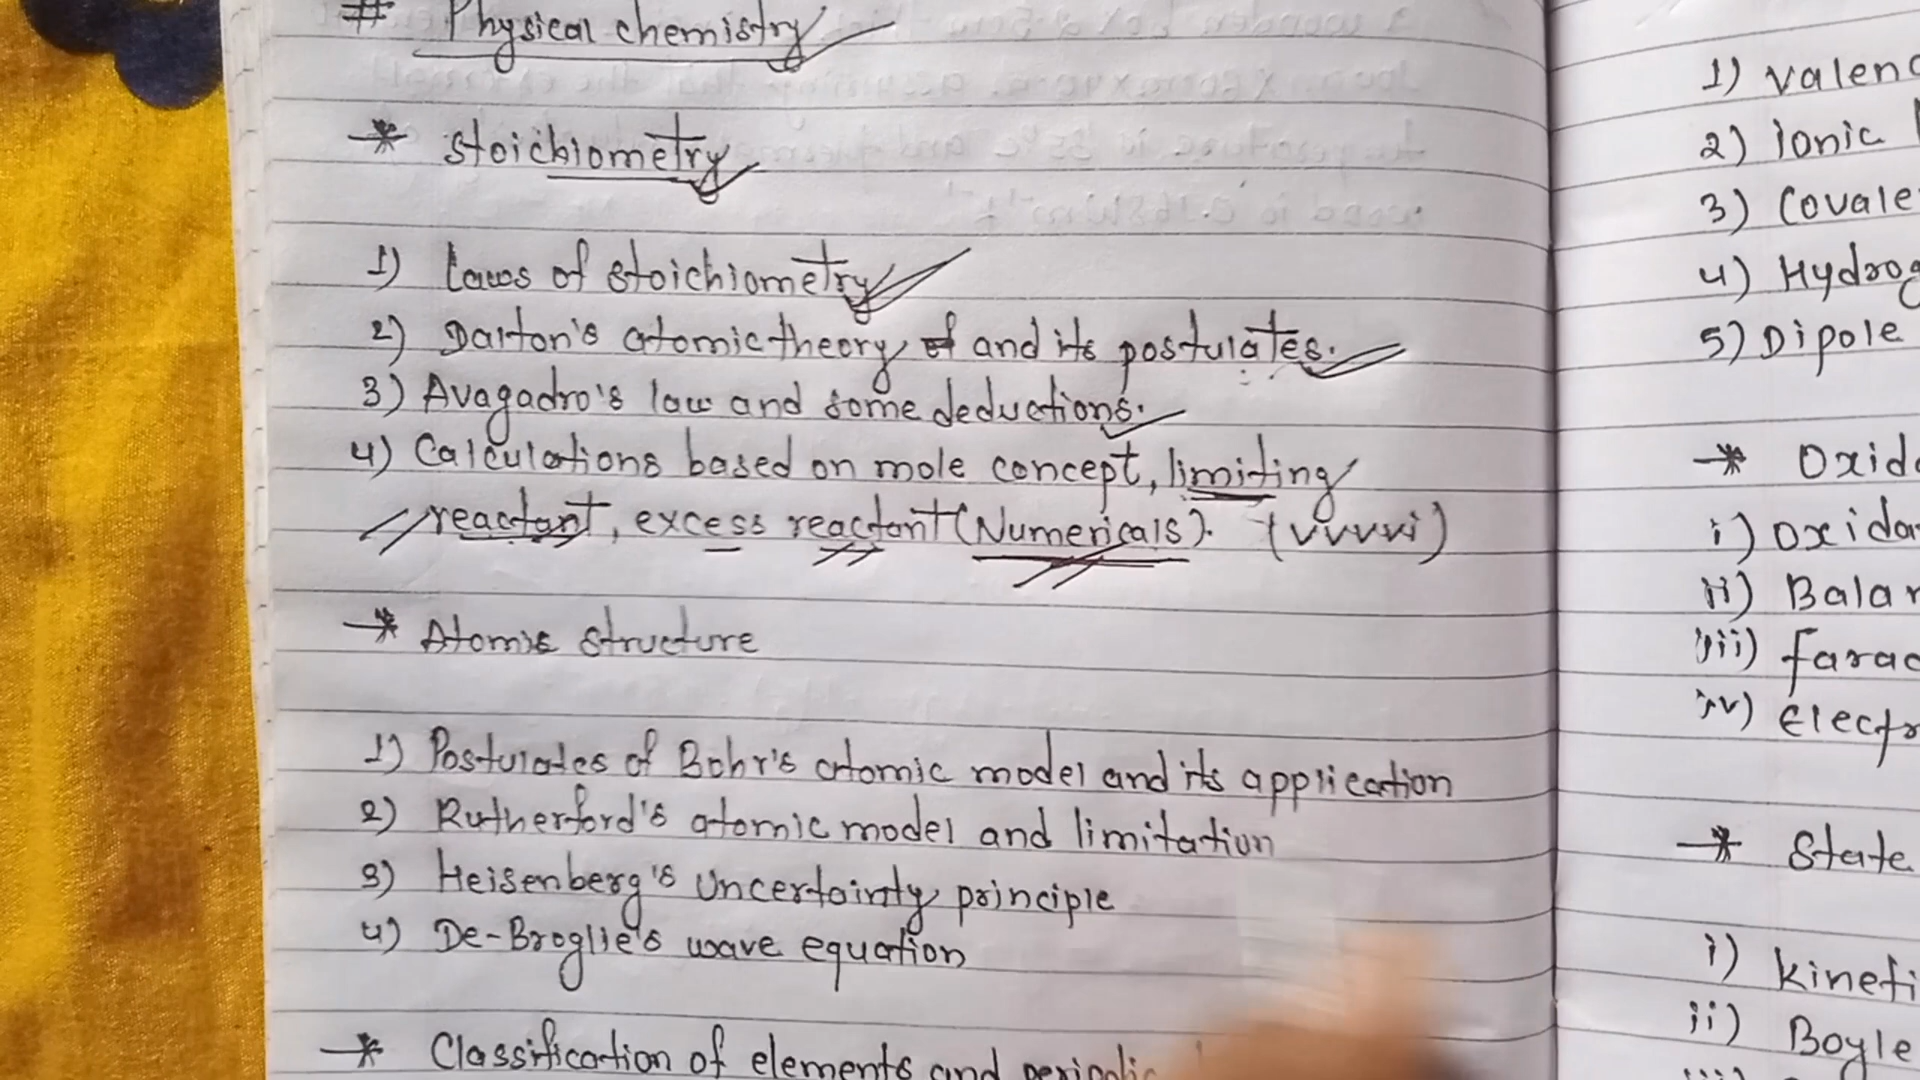 # Physical chemistry
* Stoichiometry
1) Laws of stoichiometry
2) Dalton's atomic theory and its postulates.
3) Avagadro's law and some deductions.
4) Calculations based on mole concept, limiting
reactant, excess reactant (Numericals). (vvvvi)
* Atomic structure
1) Postulates of Bohr's atomic model and its application
2) Rutherford's atomic model and limitation
3) Heisenberg's Uncertainty principle
4) De-Broglie's wave equation
* Classification of elements and periodic
1) Valenc
2) ionic
3) Covale
4) Hydrog
5) Dipole
* Oxida
i) Oxida
ii) Balan
iii) farad
iv) Electr
* State
i) kineti
ii) Boyle